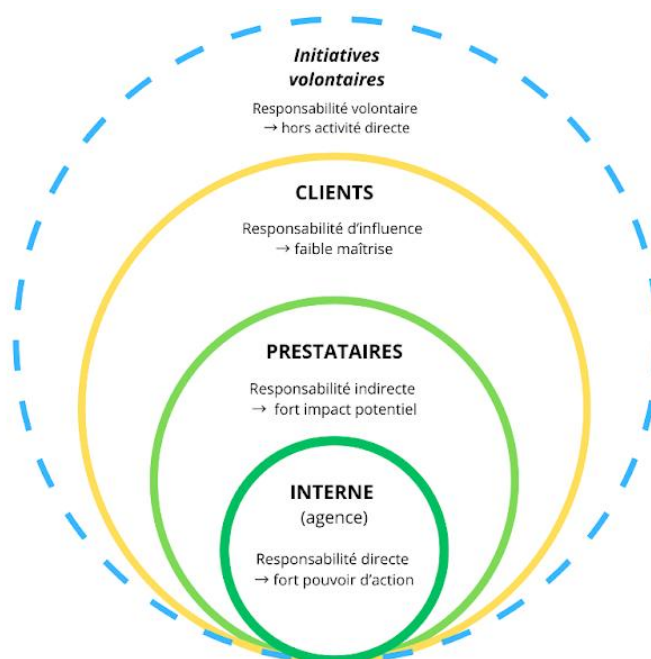 Initiatives
volontaires
Responsabilité volontaire
→ hors activité directe
CLIENTS
Responsabilité d'influence
→ faible maîtrise
PRESTATAIRES
Responsabilité indirecte
→ fort impact potentiel
INTERNE
(agence)
Responsabilité directe
→ fort pouvoir d'action